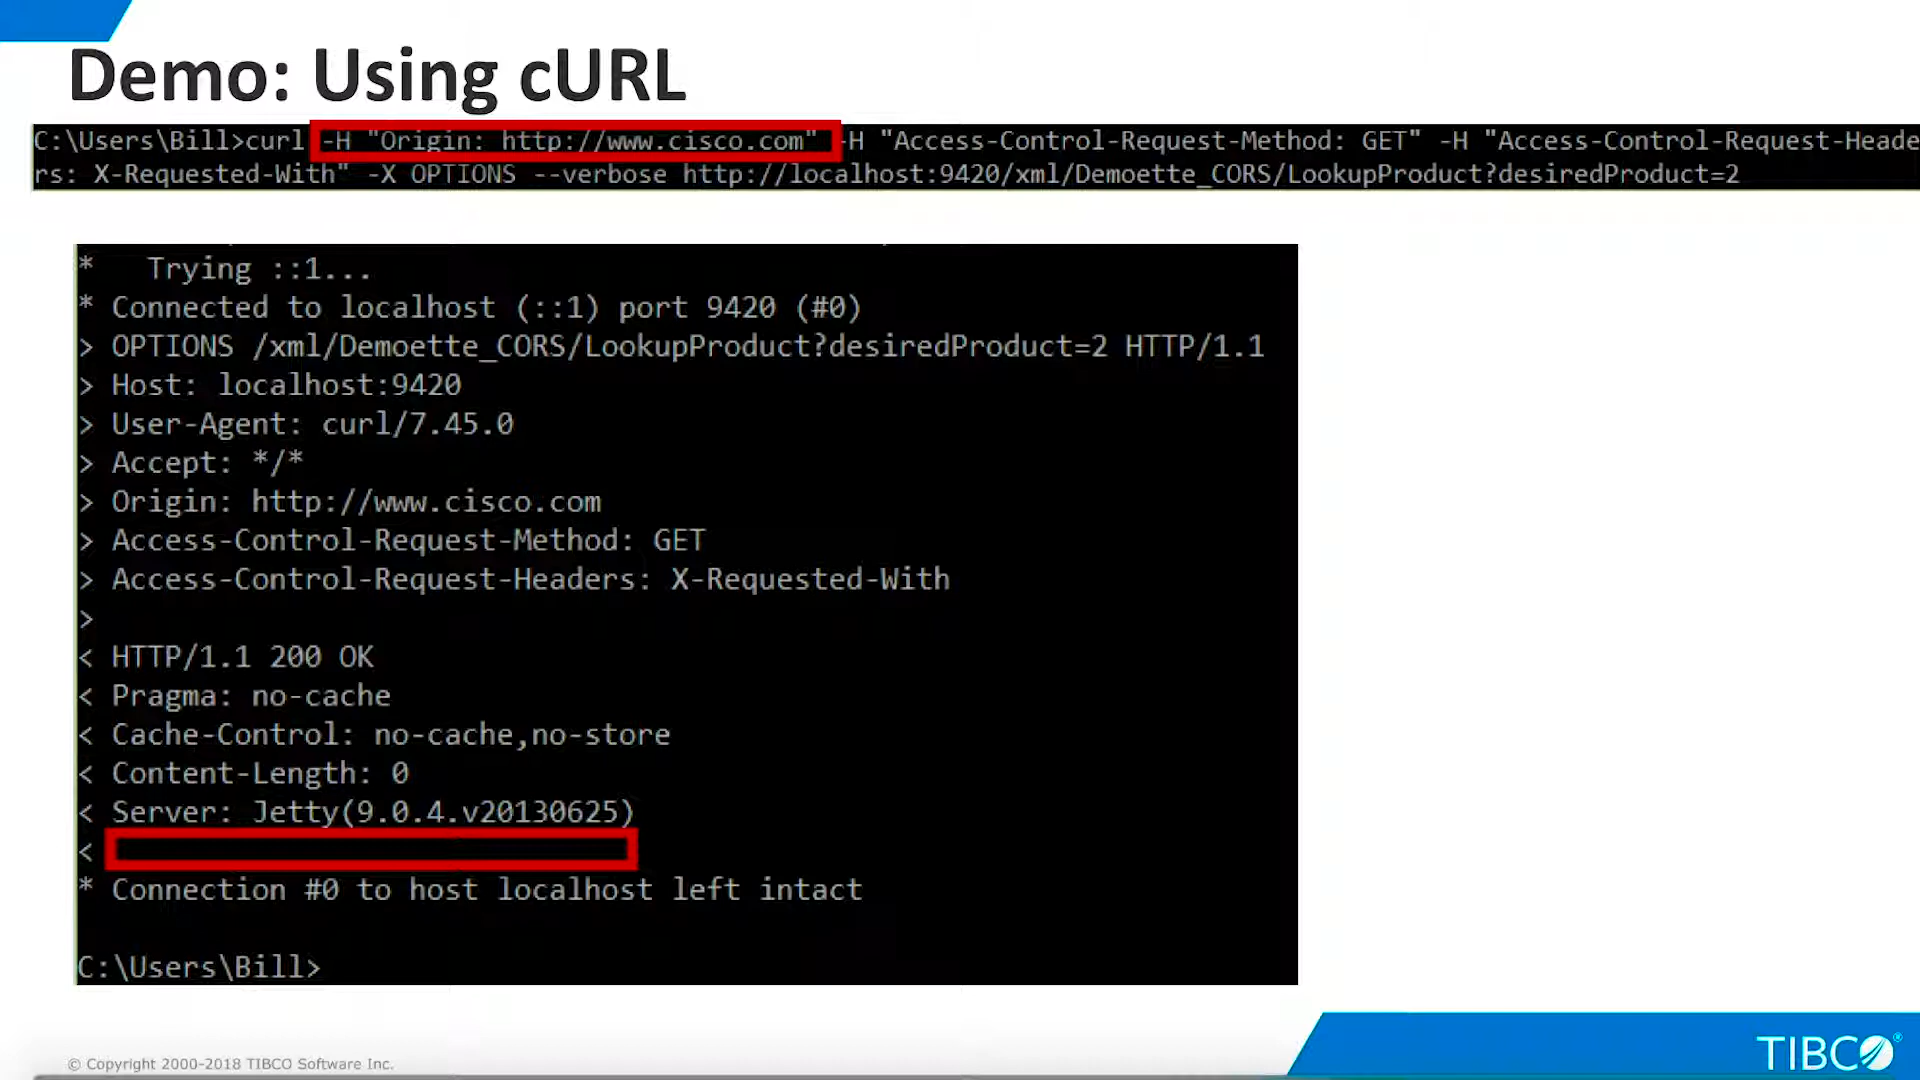 Demo: Using cURL
C:\Users\Bill>curl -H "Origin: http://www.cisco.com" -H "Access-Control-Request-Method: GET" -H "Access-Control-Request-Heade
rs: X-Requested-With" -X OPTIONS --verbose http://localhost:9420/xml/Demoette_CORS/LookupProduct?desiredProduct=2
*   Trying ::1...
* Connected to localhost (::1) port 9420 (#0)
> OPTIONS /xml/Demoette_CORS/LookupProduct?desiredProduct=2 HTTP/1.1
> Host: localhost:9420
> User-Agent: curl/7.45.0
> Accept: */*
> Origin: http://www.cisco.com
> Access-Control-Request-Method: GET
> Access-Control-Request-Headers: X-Requested-With
>
< HTTP/1.1 200 OK
< Pragma: no-cache
< Cache-Control: no-cache,no-store
< Content-Length: 0
< Server: Jetty(9.0.4.v20130625)
<
* Connection #0 to host localhost left intact
C:\Users\Bill>
© Copyright 2000-2018 TIBCO Software Inc.
TIBCO®